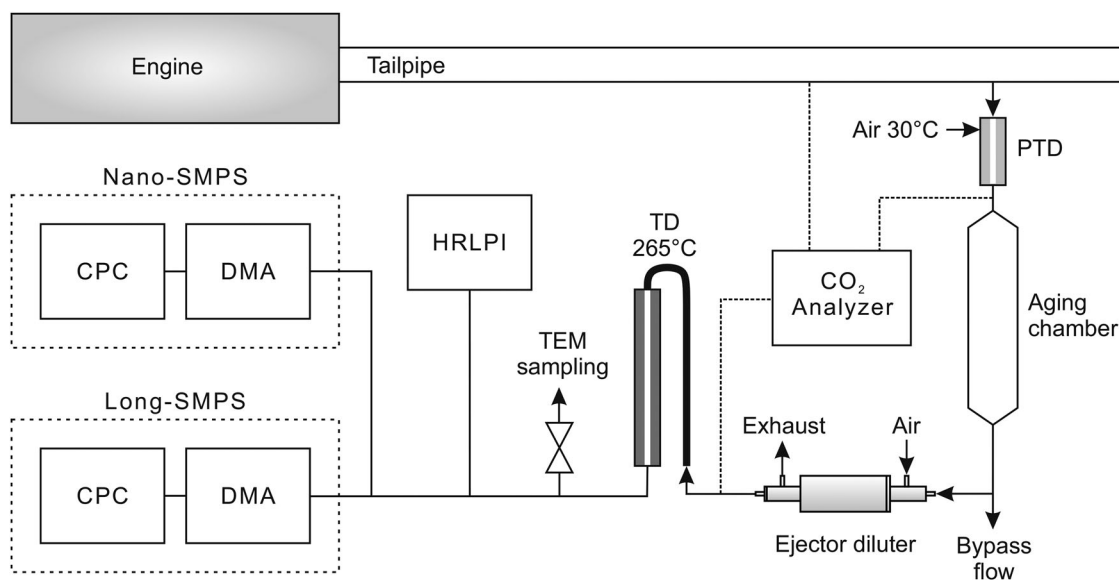 Engine
Tailpipe
Air 30°C
PTD
Nano-SMPS
CPC
DMA
HRLPI
TD
265°C
CO₂
Analyzer
Aging
chamber
TEM
sampling
Long-SMPS
CPC
DMA
Exhaust
Air
Ejector diluter
Bypass
flow